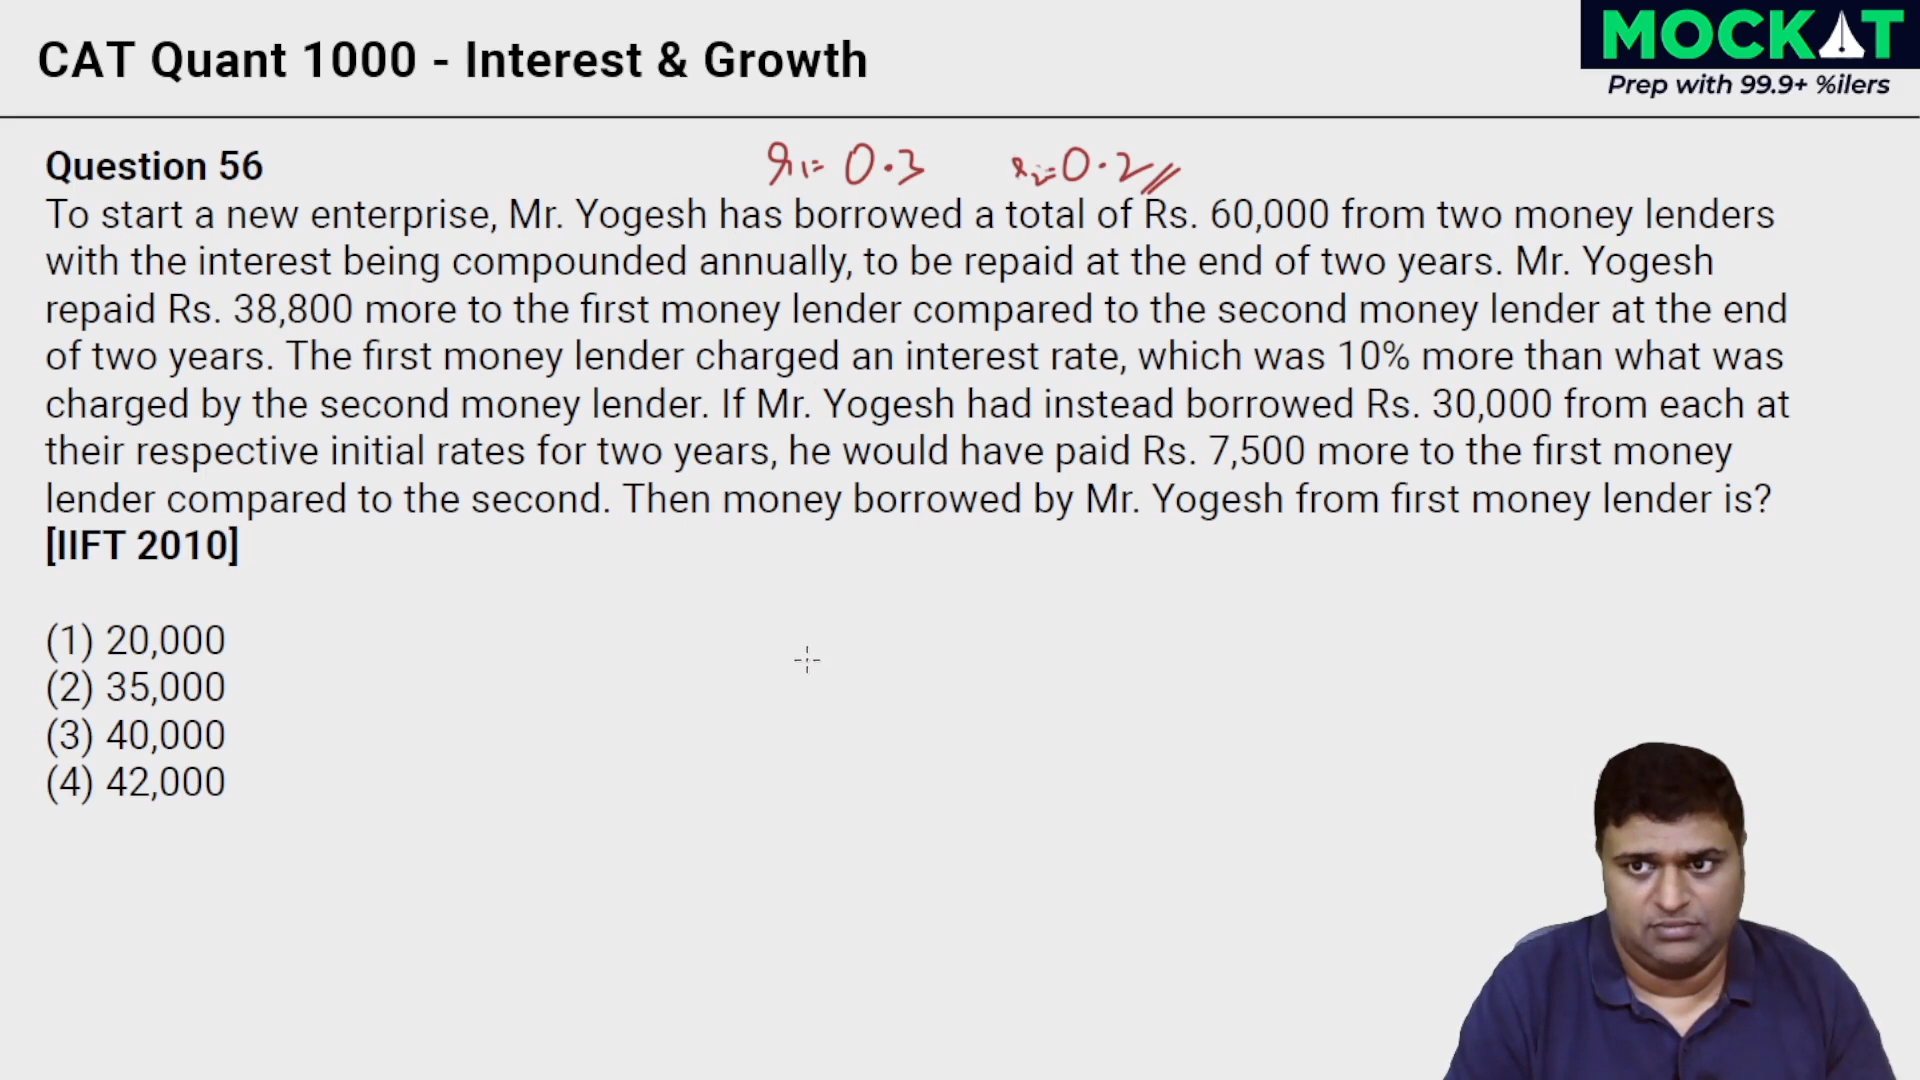 CAT Quant 1000 - Interest & Growth
MOCKAT
Prep with 99.9+ %ilers
r₁= 0.3 r₂=0.2
Question 56
To start a new enterprise, Mr. Yogesh has borrowed a total of Rs. 60,000 from two money lenders
with the interest being compounded annually, to be repaid at the end of two years. Mr. Yogesh
repaid Rs. 38,800 more to the first money lender compared to the second money lender at the end
of two years. The first money lender charged an interest rate, which was 10% more than what was
charged by the second money lender. If Mr. Yogesh had instead borrowed Rs. 30,000 from each at
their respective initial rates for two years, he would have paid Rs. 7,500 more to the first money
lender compared to the second. Then money borrowed by Mr. Yogesh from first money lender is?
[IIFT 2010]
(1) 20,000
(2) 35,000
(3) 40,000
(4) 42,000